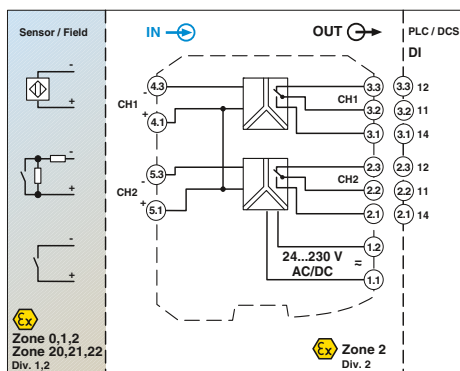 Sensor / Field
IN
OUT
PLC / DCS
DI
-
+
-
+
-
+
4.3
-
CH1
+
4.1
5.3
-
CH2
+
5.1
3.3
CH1
3.2
3.1
2.3
CH2
2.2
2.1
1.2
24...230 V
AC/DC
≈
1.1
3.3 12
3.2 11
3.1 14
2.3 12
2.2 11
2.1 14
Ex
Zone 0,1,2
Zone 20,21,22
Div. 1,2
Ex
Zone 2
Div. 2